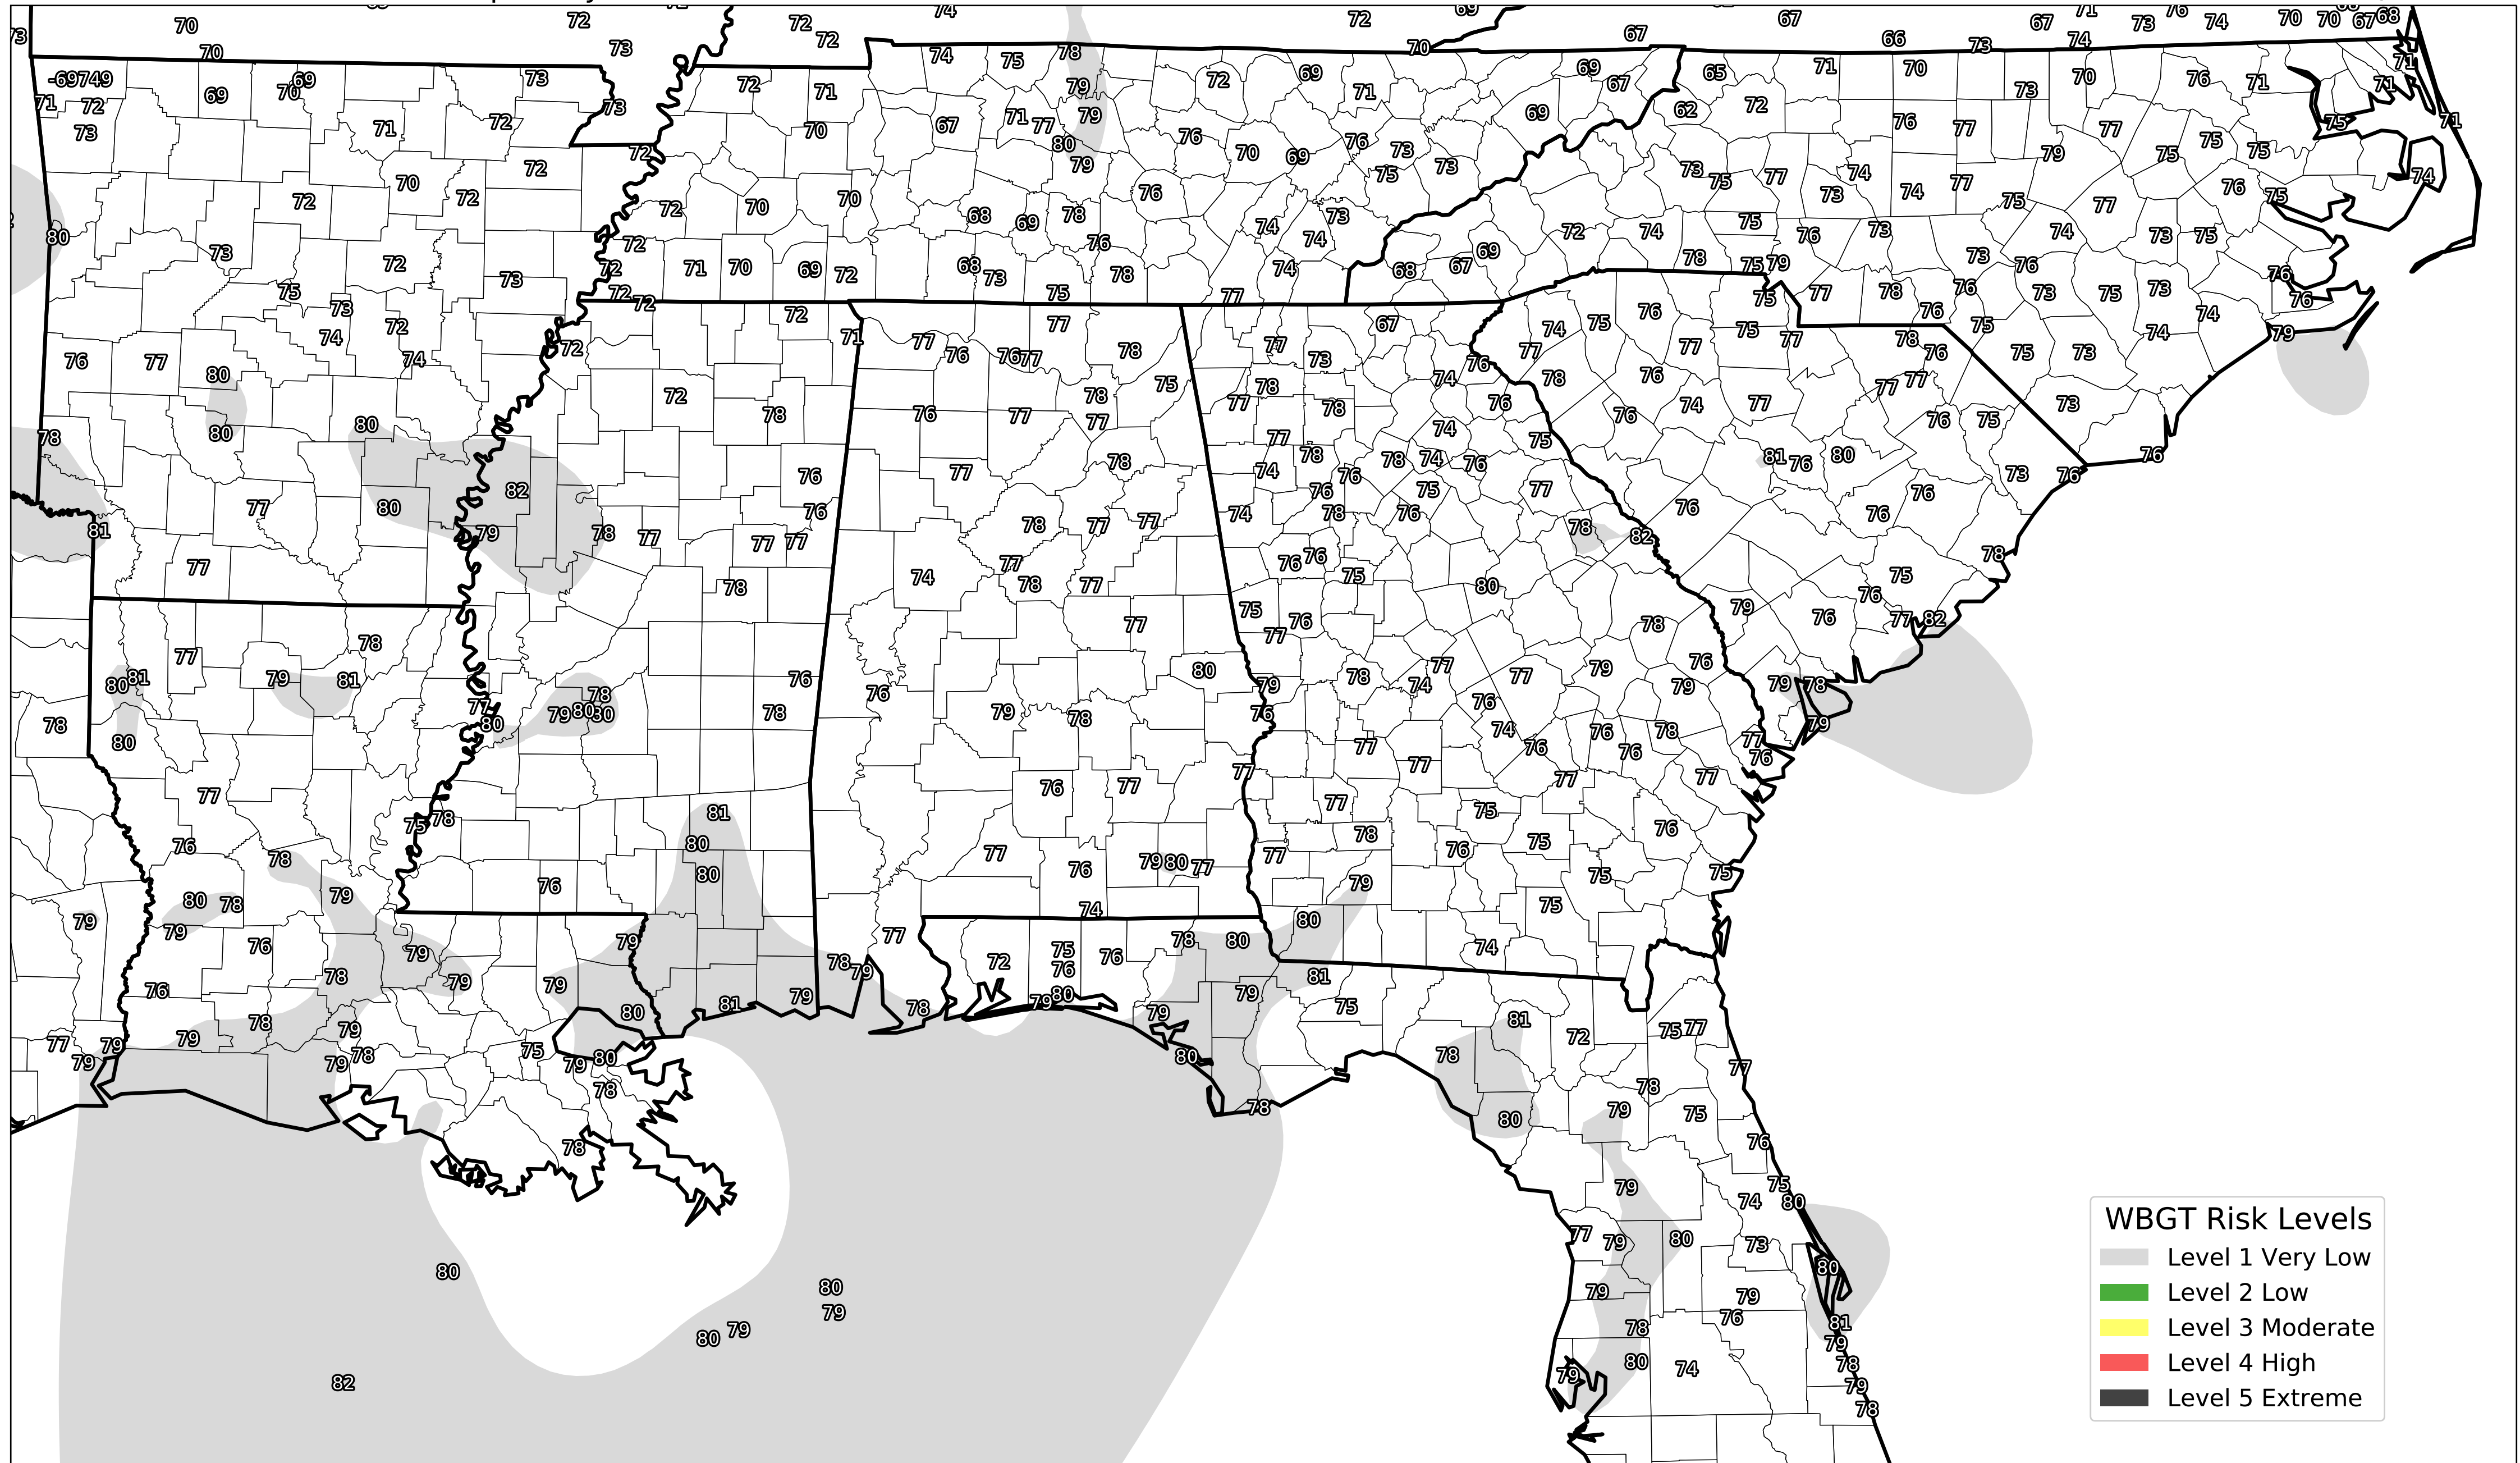 70 72 72 74 72 69 67 67 71 73 76 74 70 70 67 68
73 70 73 72 70 67 66 73 74
-69749 69 73 72 71 74 75 78 72 69 71 69 67 65 71 70 73 70 76 71 71 71
71 72 69 70 73 79 62 72
73 71 72 70 67 71 77 79 76 76 69 76 77 77 75 75 71
72 80 70 69 73 79 75 75
72 79 75 73 73 75 77 74
70 72 70 76 73 74 77 76 75 74
72 72 70 68 69 78 74 73 75 73 75 77
80 72 76 74 72 74 76 73 74 73 75
73 72 73 71 70 69 72 68 73 78 74 68 67 69 78 75 79 73 76 76
75 72 72 75 77 75 77 78 76 73 75 73 76
73 72 72 77 67 74 75 76 76 75 74
74 72 71 77 77 75 77 78 74 79
76 77 74 72 76 76 77 78 73 76 77 77 76 75 73
80 72 75 78 78 74 78 76 77 77
78 76 77 78 77 78 76 76 74 77 76 75 73
78 80 80 77 77 74 75
76 77 78 74 78 78 74 76 81 76 80 73 76 76
77 80 82 76 76 76 75 77 76 76 76
81 79 78 77 77 77 78 77 77 74 78 76 78 82 78
77 78 74 77 78 77 76 76 75 80 75
78 77 75 77 76 78 79 76 76 77 82
77 80 81 79 81 76 80 79 78 77 74 79 76 79 78
78 80 77 80 79 80 78 80 78 76 79 78 76 76 77 76 79 79
77 76 77 77 77 74 76 76 76 78 77 76
76 75 78 81 77 76 80 77 77 78 75 77 77 76 75
78 79 80 76 79 80 77 79 75 75
80 78 79 77 74 80 75
79 79 76 79 79 79 78 79 72 75 76 76 78 80 74
76 78 79 80 81 79 78 79 80 79 79 81 75
77 79 79 78 79 75 79 80 80 78 81 72 75 77
79 79 78 78 78 80 79 78 75 77
78 79 76
80 80 79 77 79 80 74 73 75 80
82 80 79 79 78 80 79 74 79 76 80 81 79 78 79 78
WBGT Risk Levels
Level 1 Very Low
Level 2 Low
Level 3 Moderate
Level 4 High
Level 5 Extreme